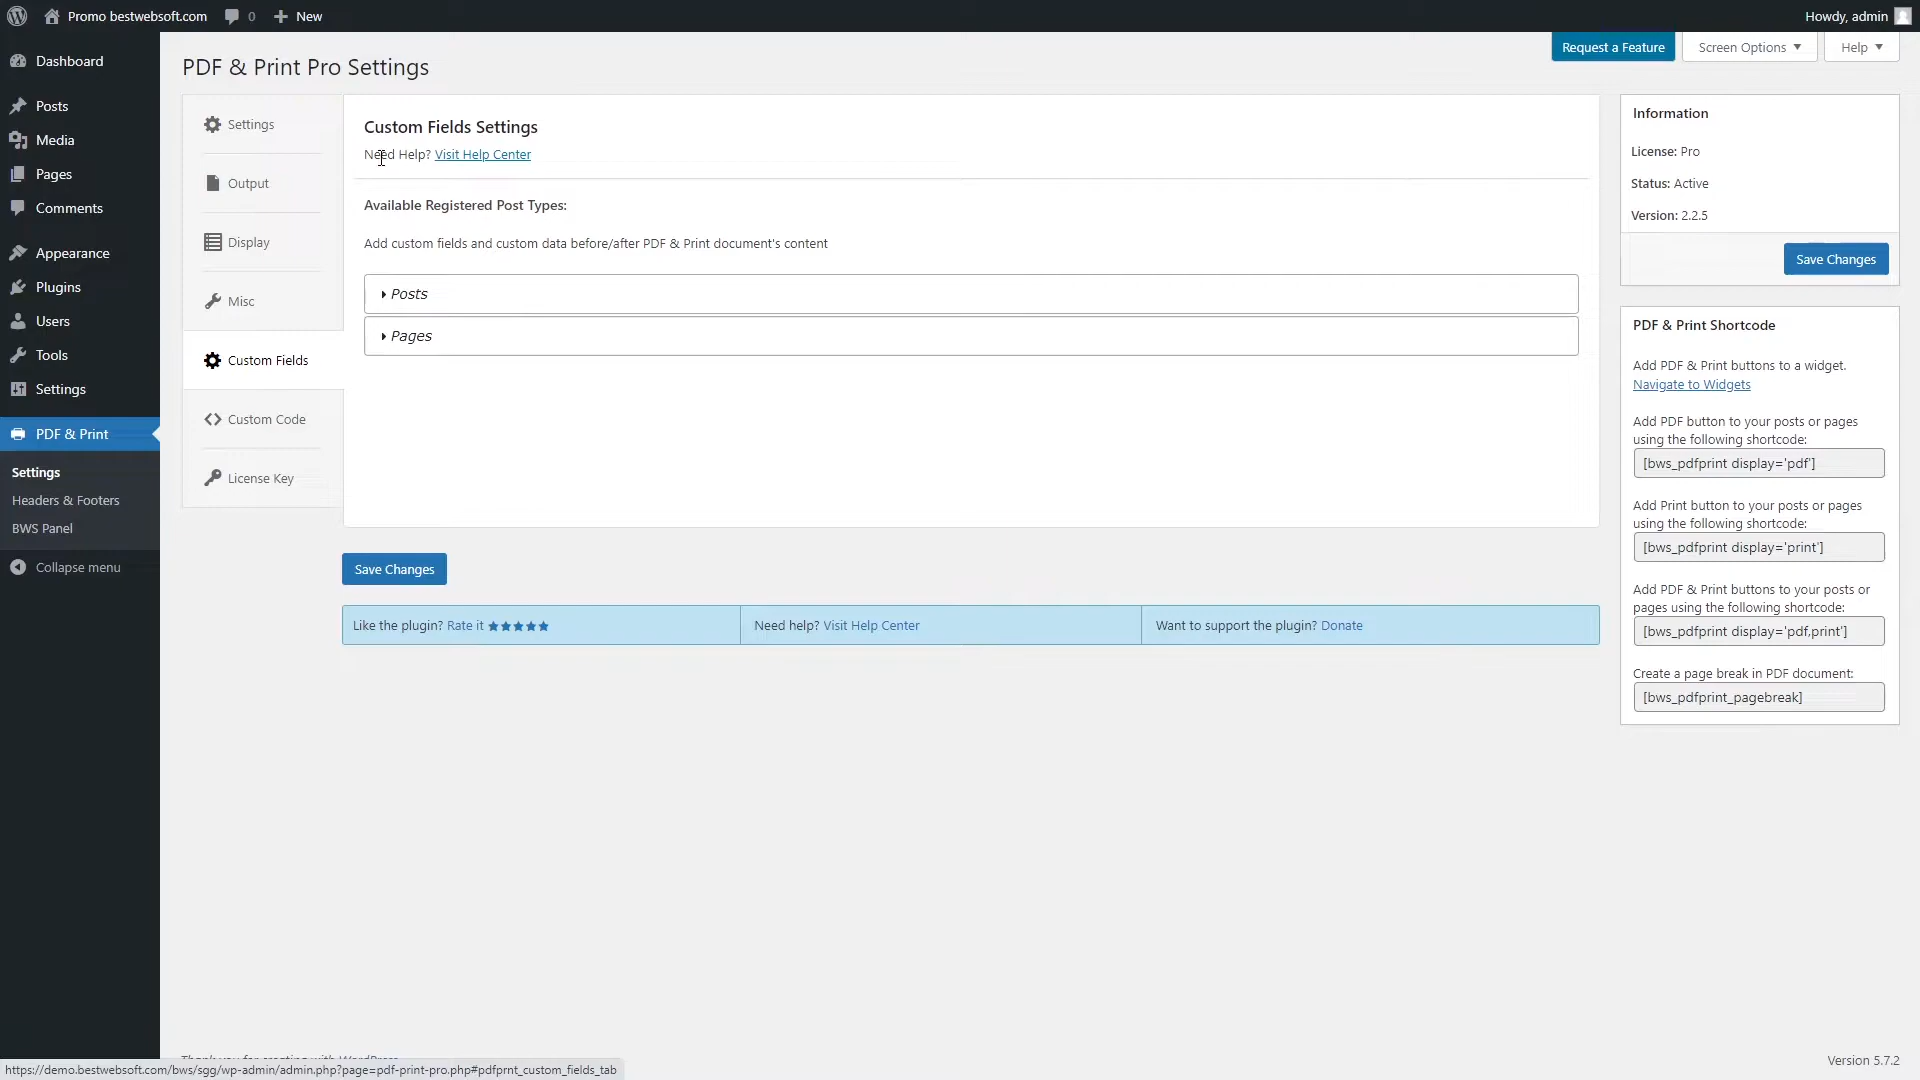 Promo bestwebsoft.com
0
New
Howdy, admin
Dashboard
Posts
Media
Pages
Comments
Appearance
Plugins
Users
Tools
Settings
PDF & Print
Settings
Headers & Footers
BWS Panel
Collapse menu
Request a Feature
Screen Options
Help
PDF & Print Pro Settings
Settings
Output
Display
Misc
Custom Fields
Custom Code
License Key
Custom Fields Settings
Need Help? Visit Help Center
Available Registered Post Types:
Add custom fields and custom data before/after PDF & Print document's content
Posts
Pages
Save Changes
Like the plugin? Rate it
Need help? Visit Help Center
Want to support the plugin? Donate
Information
License: Pro
Status: Active
Version: 2.2.5
Save Changes
PDF & Print Shortcode
Add PDF & Print buttons to a widget.
Navigate to Widgets
Add PDF button to your posts or pages
using the following shortcode:
[bws_pdfprint display='pdf']
Add Print button to your posts or pages
using the following shortcode:
[bws_pdfprint display='print']
Add PDF & Print buttons to your posts or
pages using the following shortcode:
[bws_pdfprint display='pdf,print']
Create a page break in PDF document:
[bws_pdfprint_pagebreak]
Thank you for creating with WordPress
Version 5.7.2
https://demo.bestwebsoft.com/bws/sgg/wp-admin/admin.php?page=pdf-print-pro.php#pdfprnt_custom_fields_tab